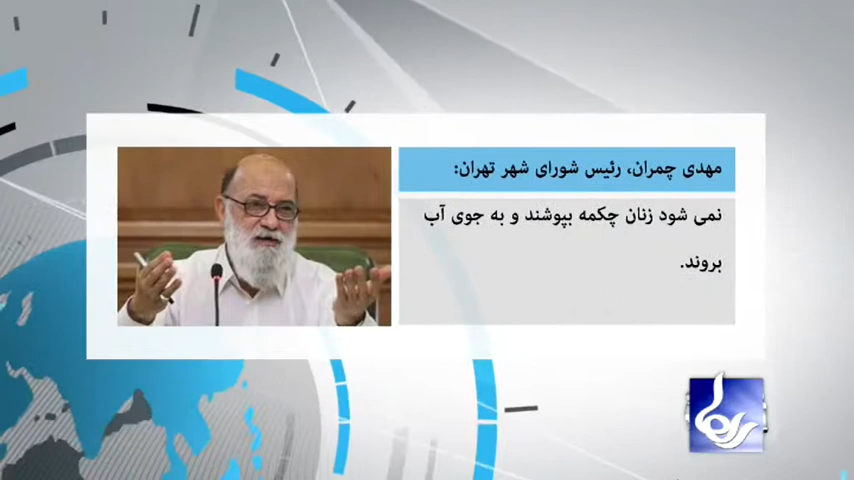 مهدی چمران، رئیس شورای شهر تهران:
نمی شود زنان چکمه بپوشند و به جوی آب
بروند.